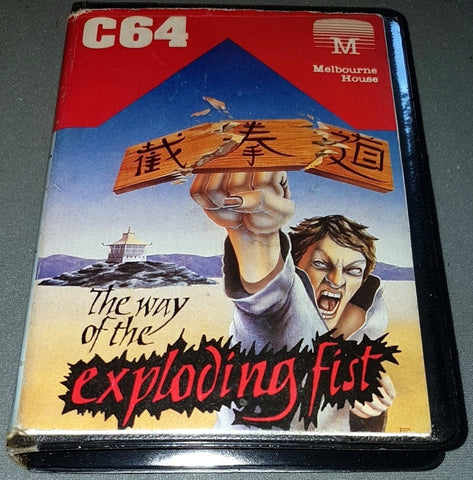 C64
M
Melbourne
House
截拳道
The way
of the
exploding fist